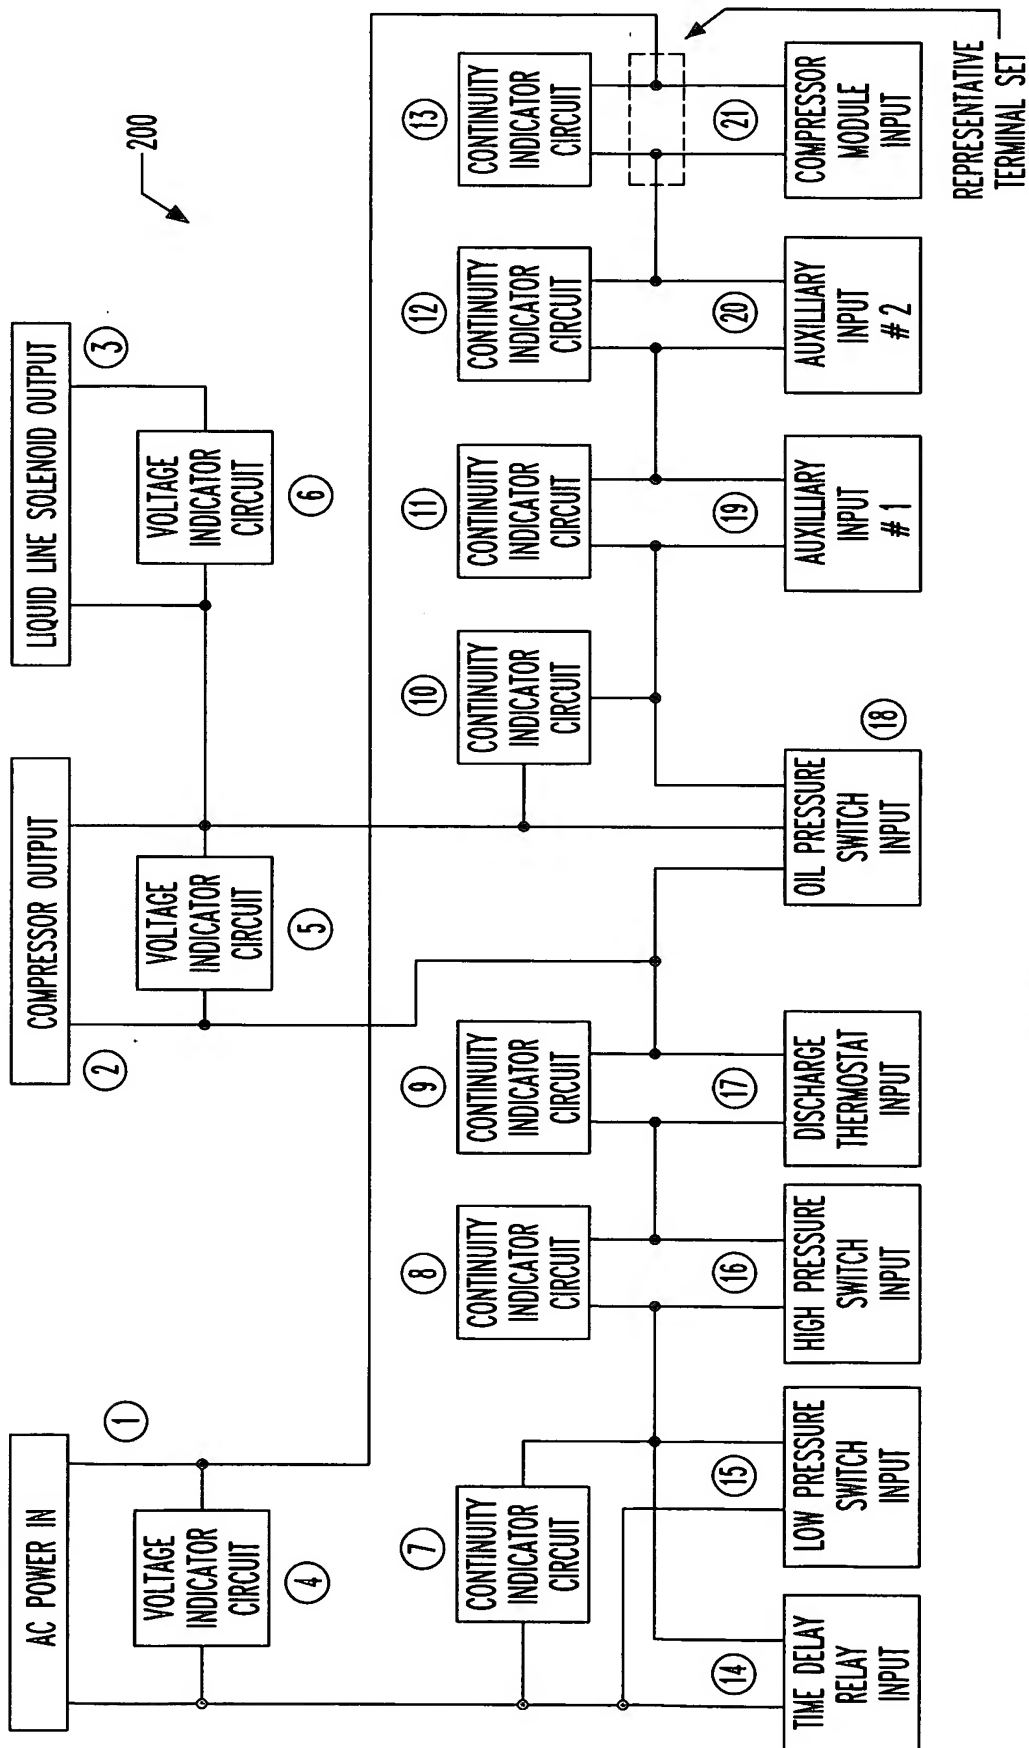 200
AC POWER IN
1
COMPRESSOR OUTPUT
2
LIQUID LINE SOLENOID OUTPUT
3
VOLTAGE
INDICATOR
CIRCUIT
4
VOLTAGE
INDICATOR
CIRCUIT
5
VOLTAGE
INDICATOR
CIRCUIT
6
7
CONTINUITY
INDICATOR
CIRCUIT
8
CONTINUITY
INDICATOR
CIRCUIT
9
CONTINUITY
INDICATOR
CIRCUIT
10
CONTINUITY
INDICATOR
CIRCUIT
11
CONTINUITY
INDICATOR
CIRCUIT
12
CONTINUITY
INDICATOR
CIRCUIT
13
CONTINUITY
INDICATOR
CIRCUIT
14
TIME DELAY
RELAY
INPUT
15
LOW PRESSURE
SWITCH
INPUT
16
HIGH PRESSURE
SWITCH
INPUT
17
DISCHARGE
THERMOSTAT
INPUT
18
OIL PRESSURE
SWITCH
INPUT
19
AUXILLIARY
INPUT
# 1
20
AUXILLIARY
INPUT
# 2
21
COMPRESSOR
MODULE
INPUT
REPRESENTATIVE
TERMINAL SET